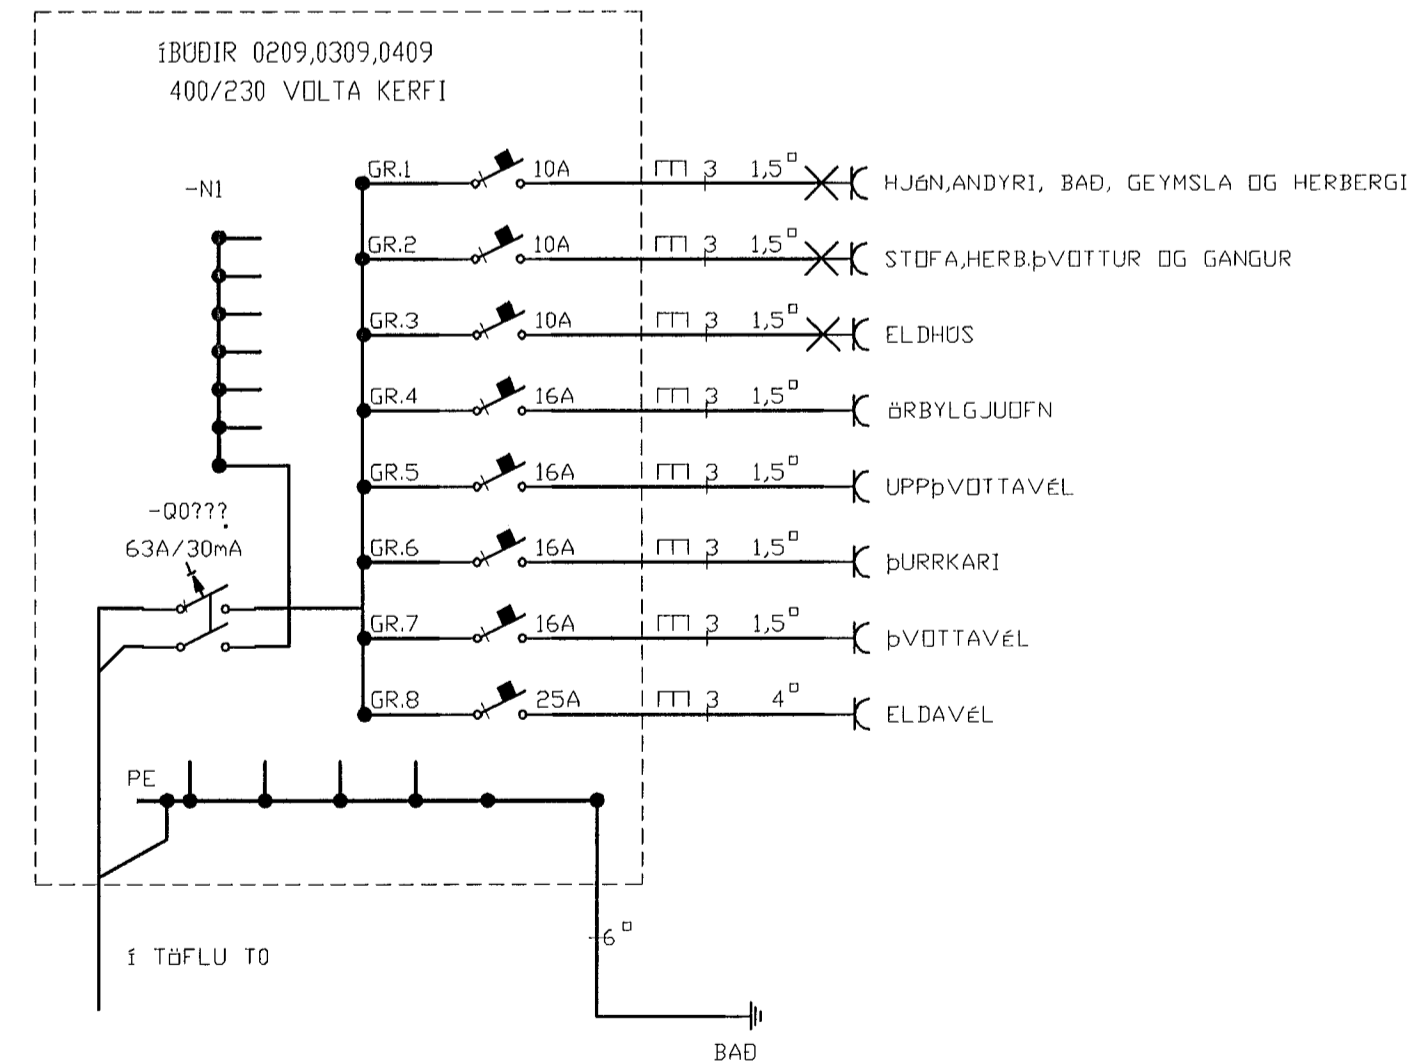 íBÚÐIR 0209,0309,0409
400/230 VOLTA KERFI
-N1
GR.1 10A 3 1,5□ HJóN,ANDYRI, BAÐ, GEYMSLA OG HERBERGI
GR.2 10A 3 1,5□ STOFA,HERB.ÞVOTTUR OG GANGUR
GR.3 10A 3 1,5□ ELDHÚS
GR.4 16A 3 1,5□ öRBYLGJUOFN
GR.5 16A 3 1,5□ UPPÞVOTTAVéL
-Q0???
63A/30mA
GR.6 16A 3 1,5□ ÞURRKARI
GR.7 16A 3 1,5□ ÞVOTTAVéL
GR.8 25A 3 4□ ELDAVéL
PE
6□
í TöFLU T0
BAÐ